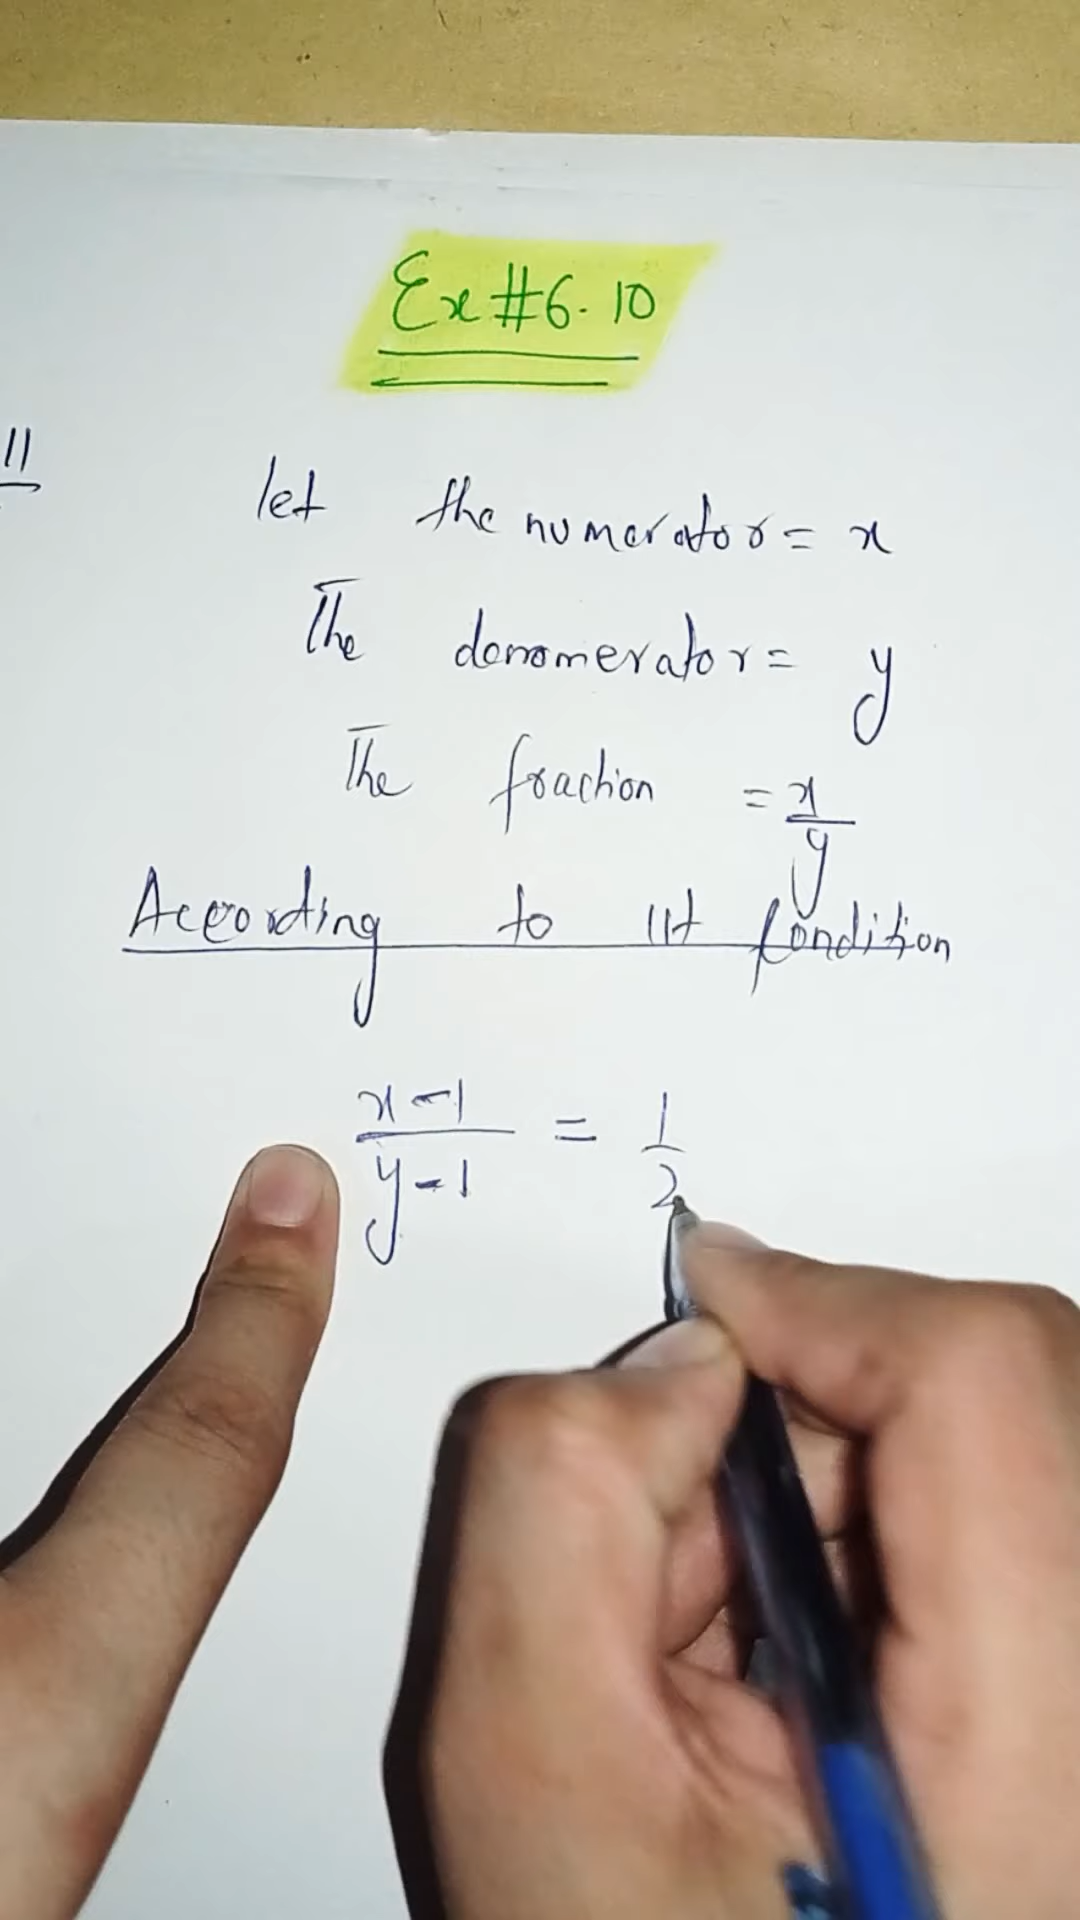 Ex#6.10
11
let the numerator = x
The denomerator = y
The fraction = x/y
According to 1st Condition
x-1/y-1 = 1/2